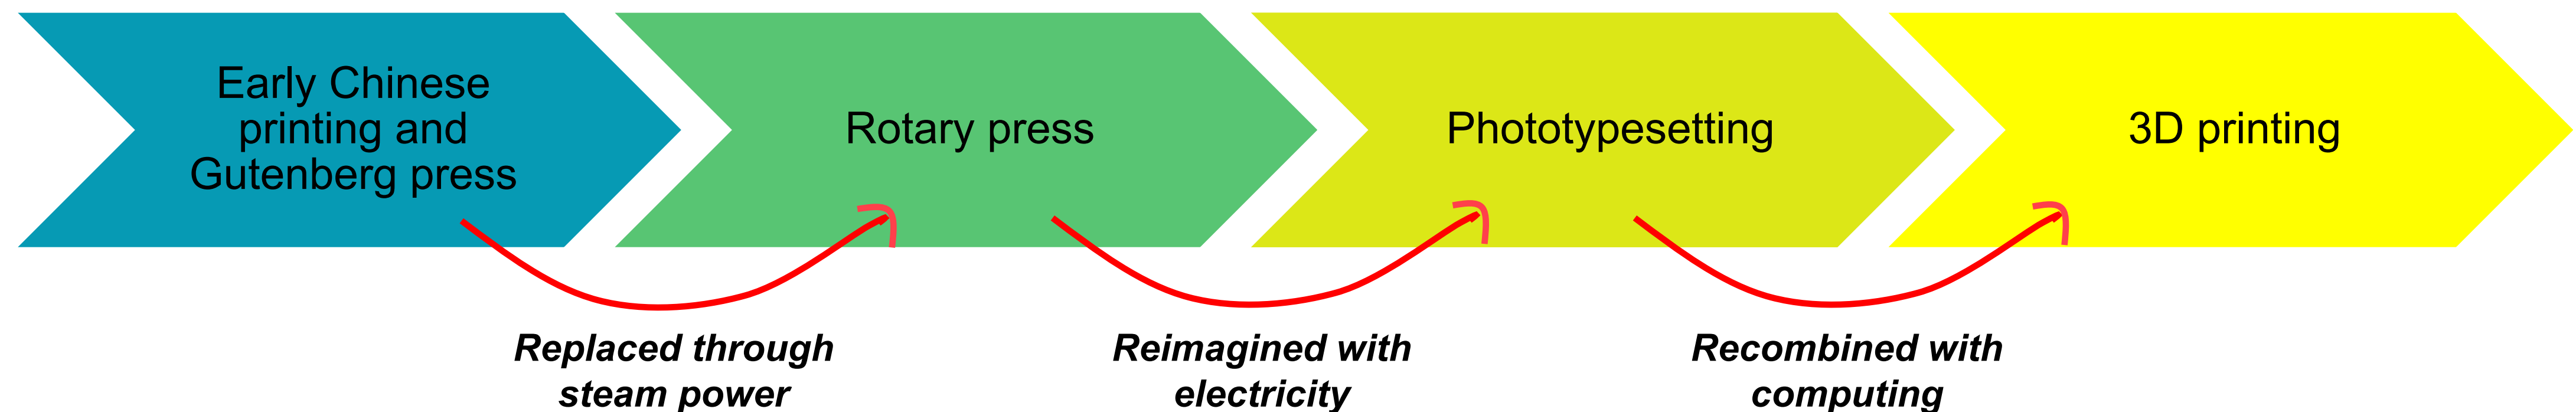 Early Chinese
printing and
Gutenberg press
Rotary press
Phototypesetting
3D printing
Replaced through
steam power
Reimagined with
electricity
Recombined with
computing